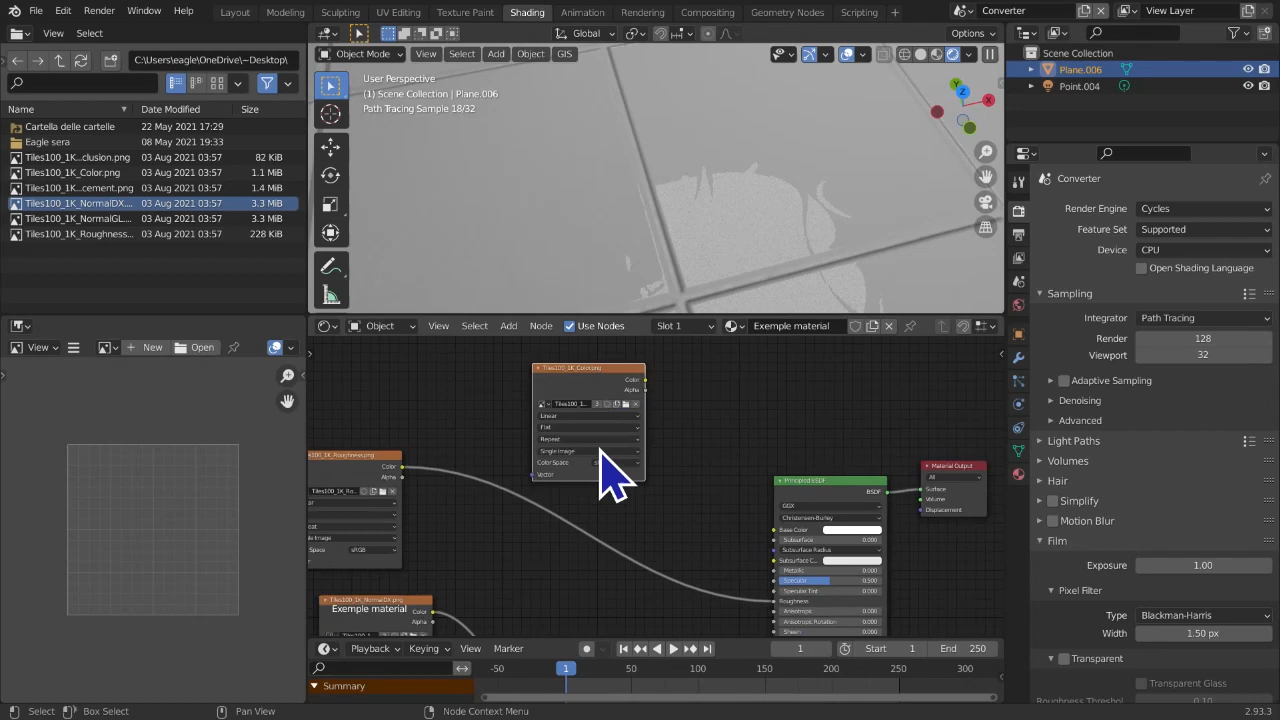 File Edit Render Window Help Layout Modeling Sculpting UV Editing Texture Paint Shading Animation Rendering Compositing Geometry Nodes Scripting + Converter View Layer
View Select
C:\Users\eagle\OneDrive\~Desktop\
Name Date Modified Size
Cartella delle cartelle 22 May 2021 17:29
Eagle sera 08 May 2021 19:33
Tiles100_1K...clusion.png 03 Aug 2021 03:57 82 KiB
Tiles100_1K_Color.png 03 Aug 2021 03:57 1.1 MiB
Tiles100_1K...cement.png 03 Aug 2021 03:57 1.4 MiB
Tiles100_1K_NormalDX.... 03 Aug 2021 03:57 3.3 MiB
Tiles100_1K_NormalGL... 03 Aug 2021 03:57 3.3 MiB
Tiles100_1K_Roughness... 03 Aug 2021 03:57 228 KiB
View New Open
Global Options
Object Mode View Select Add Object GIS
User Perspective
(1) Scene Collection | Plane.006
Path Tracing Sample 18/32
Z X
Object View Select Add Node Use Nodes Slot 1 Exemple material
Tiles100_1K_Color.png
Color
Alpha
Tiles100_1... 3
Linear
Flat
Repeat
Single Image
Color Space
Vector
Roughness.png
Color
Alpha
Tiles100_1K_Ro...
Space sRGB
Tiles100_1K_NormalDX.png
Color
Alpha
Exemple material
Principled BSDF
BSDF
GGX
Christensen-Burley
Base Color
Subsurface 0.000
Subsurface Radius
Subsurface C...
Metallic 0.000
Specular 0.500
Specular Tint 0.000
Roughness
Anisotropic 0.000
Anisotropic Rotation 0.000
Sheen 0.000
Material Output
All
Surface
Volume
Displacement
Playback Keying View Marker 1 Start 1 End 250
-50 1 50 100 150 200 250 300
Summary
Scene Collection
Plane.006
Point.004
Converter
Render Engine Cycles
Feature Set Supported
Device CPU
Open Shading Language
Sampling
Integrator Path Tracing
Render 128
Viewport 32
Adaptive Sampling
Denoising
Advanced
Light Paths
Volumes
Hair
Simplify
Motion Blur
Film
Exposure 1.00
Pixel Filter
Type Blackman-Harris
Width 1.50 px
Transparent
Transparent Glass
Roughness Threshol 0.10
Select Box Select Pan View Node Context Menu 2.93.3